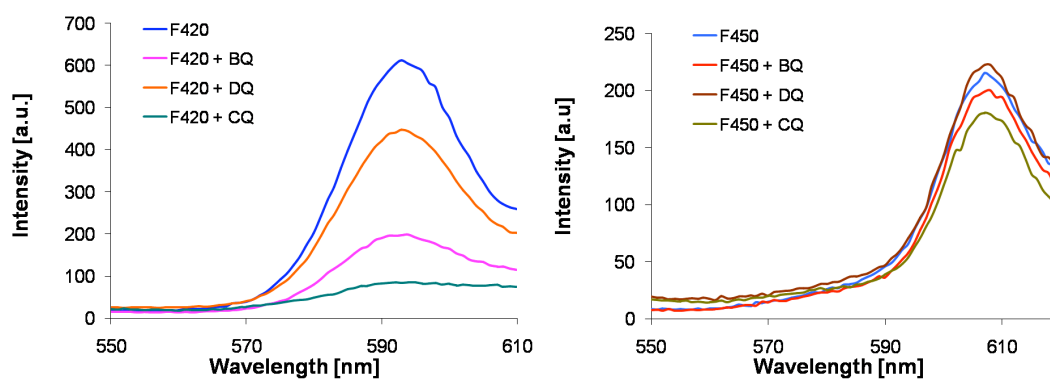 700
600
500
400
300
200
100
0
Intensity [a.u.]
F420
F420 + BQ
F420 + DQ
F420 + CQ
550
570
590
610
Wavelength [nm]
250
200
150
100
50
0
Intensity [a.u]
F450
F450 + BQ
F450 + DQ
F450 + CQ
550
570
590
610
Wavelength [nm]